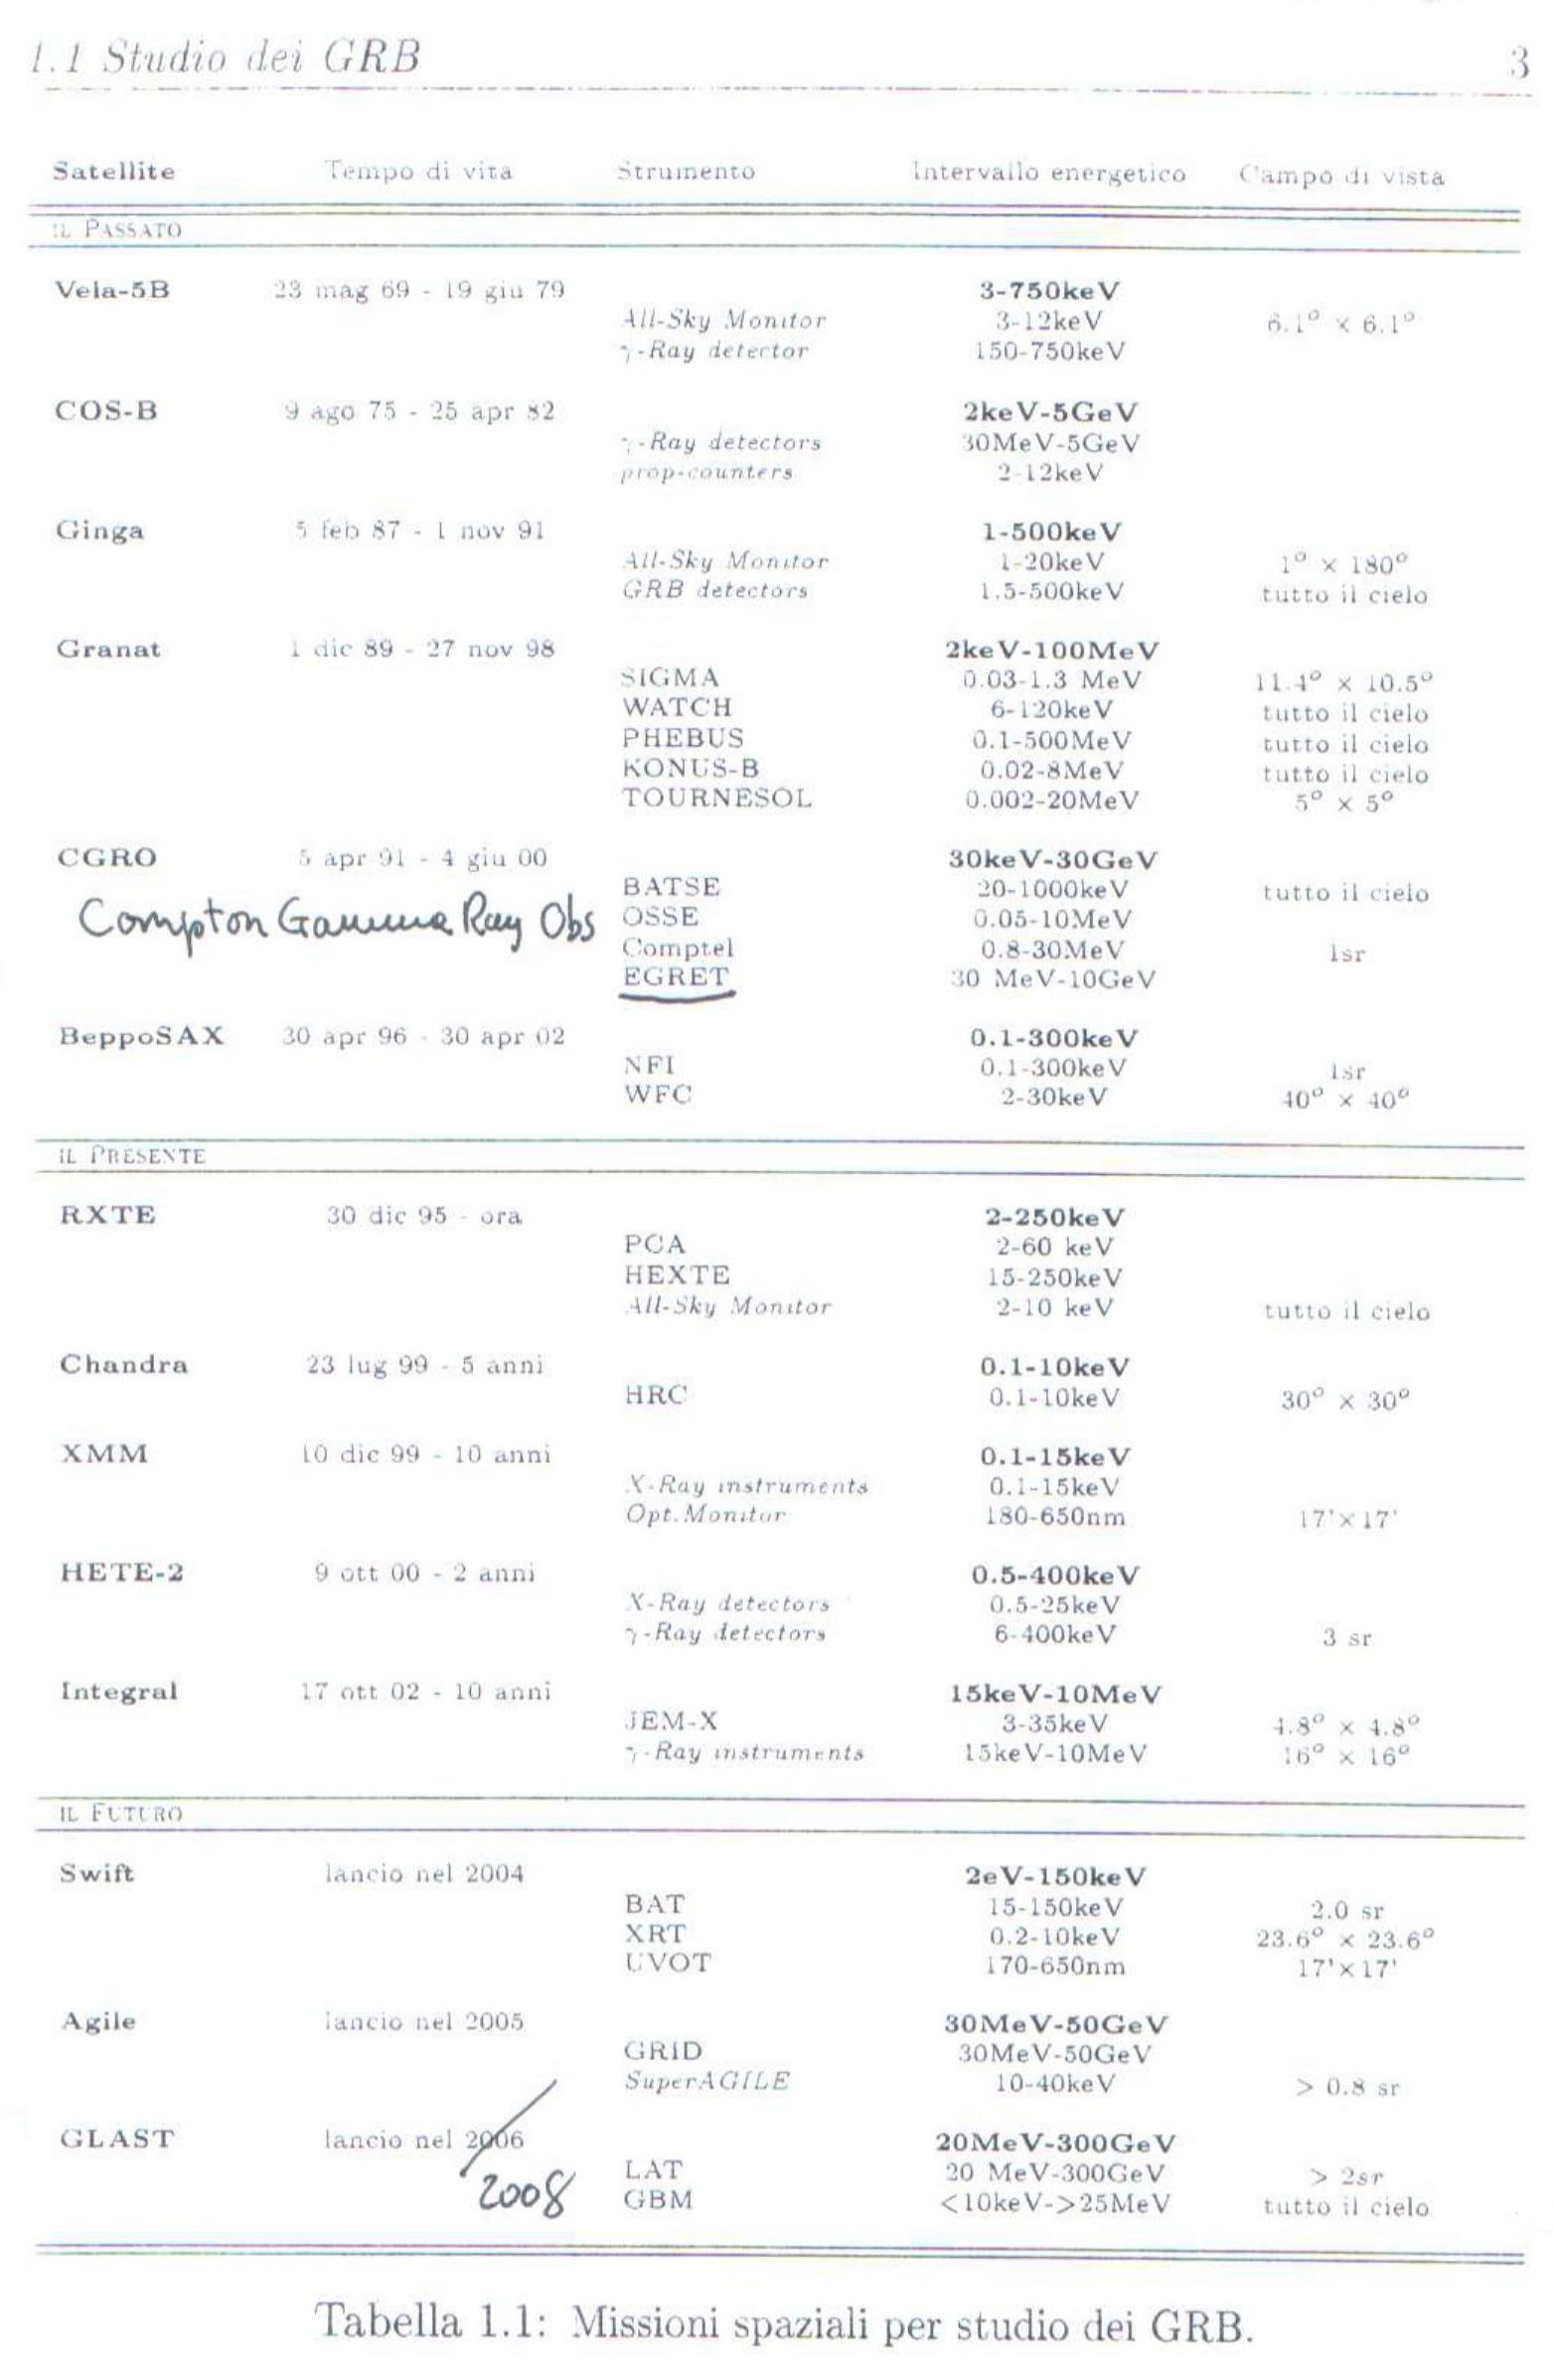 1.1 Studio dei GRB 3
Satellite Tempo di vita Strumento Intervallo energetico Campo di vista
IL PASSATO
Vela-5B 23 mag 69 - 19 giu 79 3-750keV
All-Sky Monitor 3-12keV 6.1° × 6.1°
γ-Ray detector 150-750keV
COS-B 9 ago 75 - 25 apr 82 2keV-5GeV
γ-Ray detectors 30MeV-5GeV
prop-counters 2-12keV
Ginga 5 feb 87 - 1 nov 91 1-500keV
All-Sky Monitor 1-20keV 1° × 180°
GRB detectors 1.5-500keV tutto il cielo
Granat 1 dic 89 - 27 nov 98 2keV-100MeV
SIGMA 0.03-1.3 MeV 11.4° × 10.5°
WATCH 6-120keV tutto il cielo
PHEBUS 0.1-500MeV tutto il cielo
KONUS-B 0.02-8MeV tutto il cielo
TOURNESOL 0.002-20MeV 5° × 5°
CGRO 5 apr 91 - 4 giu 00 30keV-30GeV
BATSE 20-1000keV tutto il cielo
Compton Gamma Ray Obs OSSE 0.05-10MeV
Comptel 0.8-30MeV 1sr
EGRET 30 MeV-10GeV
BeppoSAX 30 apr 96 - 30 apr 02 0.1-300keV
NFI 0.1-300keV 1sr
WFC 2-30keV 40° × 40°
IL PRESENTE
RXTE 30 dic 95 - ora 2-250keV
PCA 2-60 keV
HEXTE 15-250keV
All-Sky Monitor 2-10 keV tutto il cielo
Chandra 23 lug 99 - 5 anni 0.1-10keV
HRC 0.1-10keV 30° × 30°
XMM 10 dic 99 - 10 anni 0.1-15keV
X-Ray instruments 0.1-15keV
Opt.Monitor 180-650nm 17'×17'
HETE-2 9 ott 00 - 2 anni 0.5-400keV
X-Ray detectors 0.5-25keV
γ-Ray detectors 6-400keV 3 sr
Integral 17 ott 02 - 10 anni 15keV-10MeV
JEM-X 3-35keV 4.8° × 4.8°
γ-Ray instruments 15keV-10MeV 16° × 16°
IL FUTURO
Swift lancio nel 2004 2eV-150keV
BAT 15-150keV 2.0 sr
XRT 0.2-10keV 23.6° × 23.6°
UVOT 170-650nm 17'×17'
Agile lancio nel 2005 30MeV-50GeV
GRID 30MeV-50GeV
SuperAGILE 10-40keV > 0.8 sr
GLAST lancio nel 2006 20MeV-300GeV
2008 LAT 20 MeV-300GeV > 2sr
GBM <10keV->25MeV tutto il cielo
Tabella 1.1: Missioni spaziali per studio dei GRB.